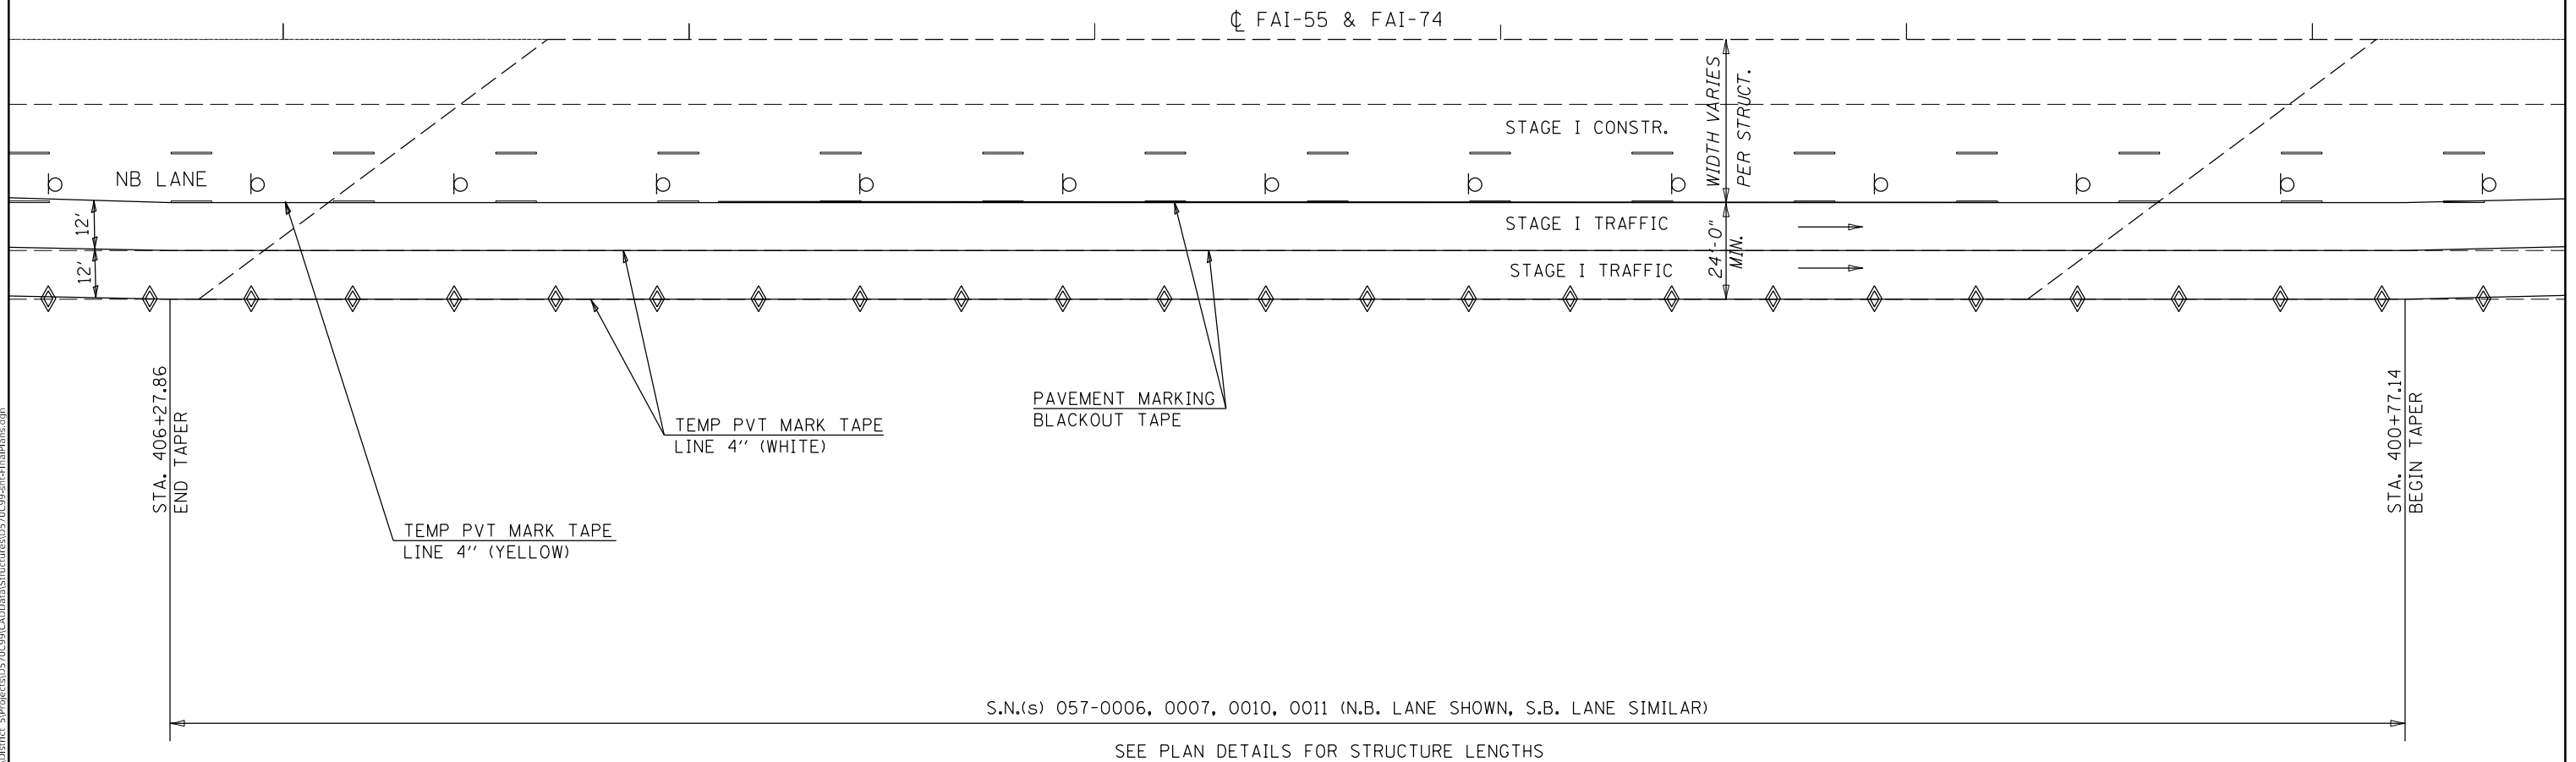 ℄ FAI-55 & FAI-74
WIDTH VARIES
PER STRUCT.
STAGE I CONSTR.
NB LANE
12'
STAGE I TRAFFIC
24'-0"
MIN.
12'
STAGE I TRAFFIC
STA. 406+27.86
END TAPER
STA. 400+77.14
BEGIN TAPER
PAVEMENT MARKING
BLACKOUT TAPE
TEMP PVT MARK TAPE
LINE 4" (WHITE)
TEMP PVT MARK TAPE
LINE 4" (YELLOW)
S.N.(s) 057-0006, 0007, 0010, 0011 (N.B. LANE SHOWN, S.B. LANE SIMILAR)
SEE PLAN DETAILS FOR STRUCTURE LENGTHS